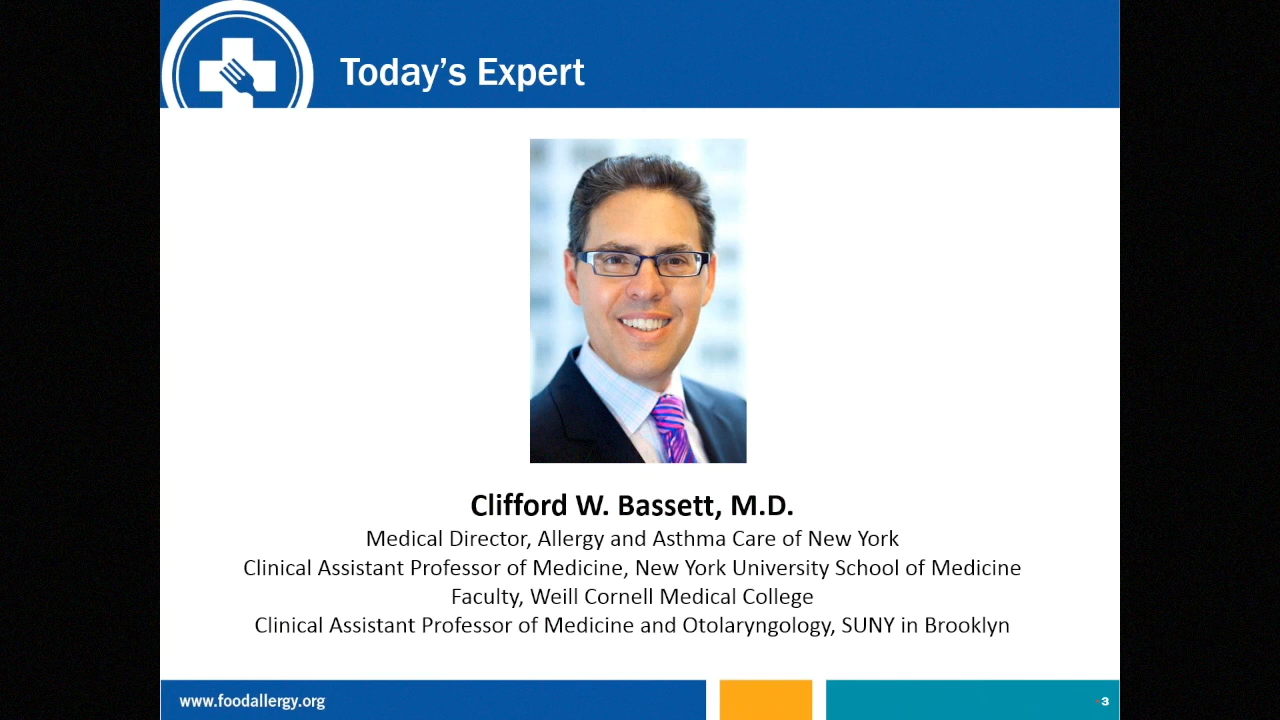 Today’s Expert
Clifford W. Bassett, M.D.
Medical Director, Allergy and Asthma Care of New York
Clinical Assistant Professor of Medicine, New York University School of Medicine
Faculty, Weill Cornell Medical College
Clinical Assistant Professor of Medicine and Otolaryngology, SUNY in Brooklyn
www.foodallergy.org
3